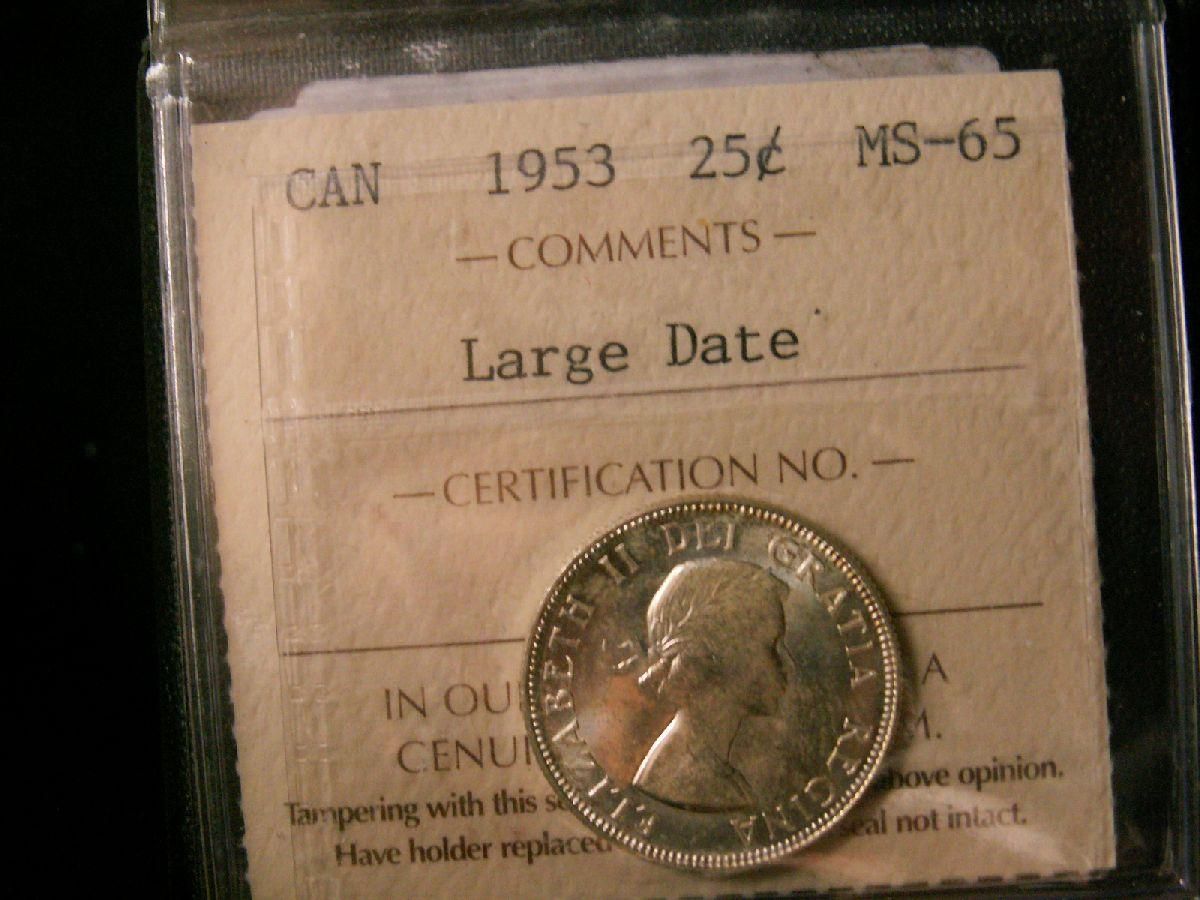 CAN 1953 25¢ MS-65
— COMMENTS —
Large Date
— CERTIFICATION NO. —
ELIZABETH II DEI GRATIA REGINA
IN OU A
GENUI M.
Tampering with this se above opinion.
Have holder replaced seal not intact.